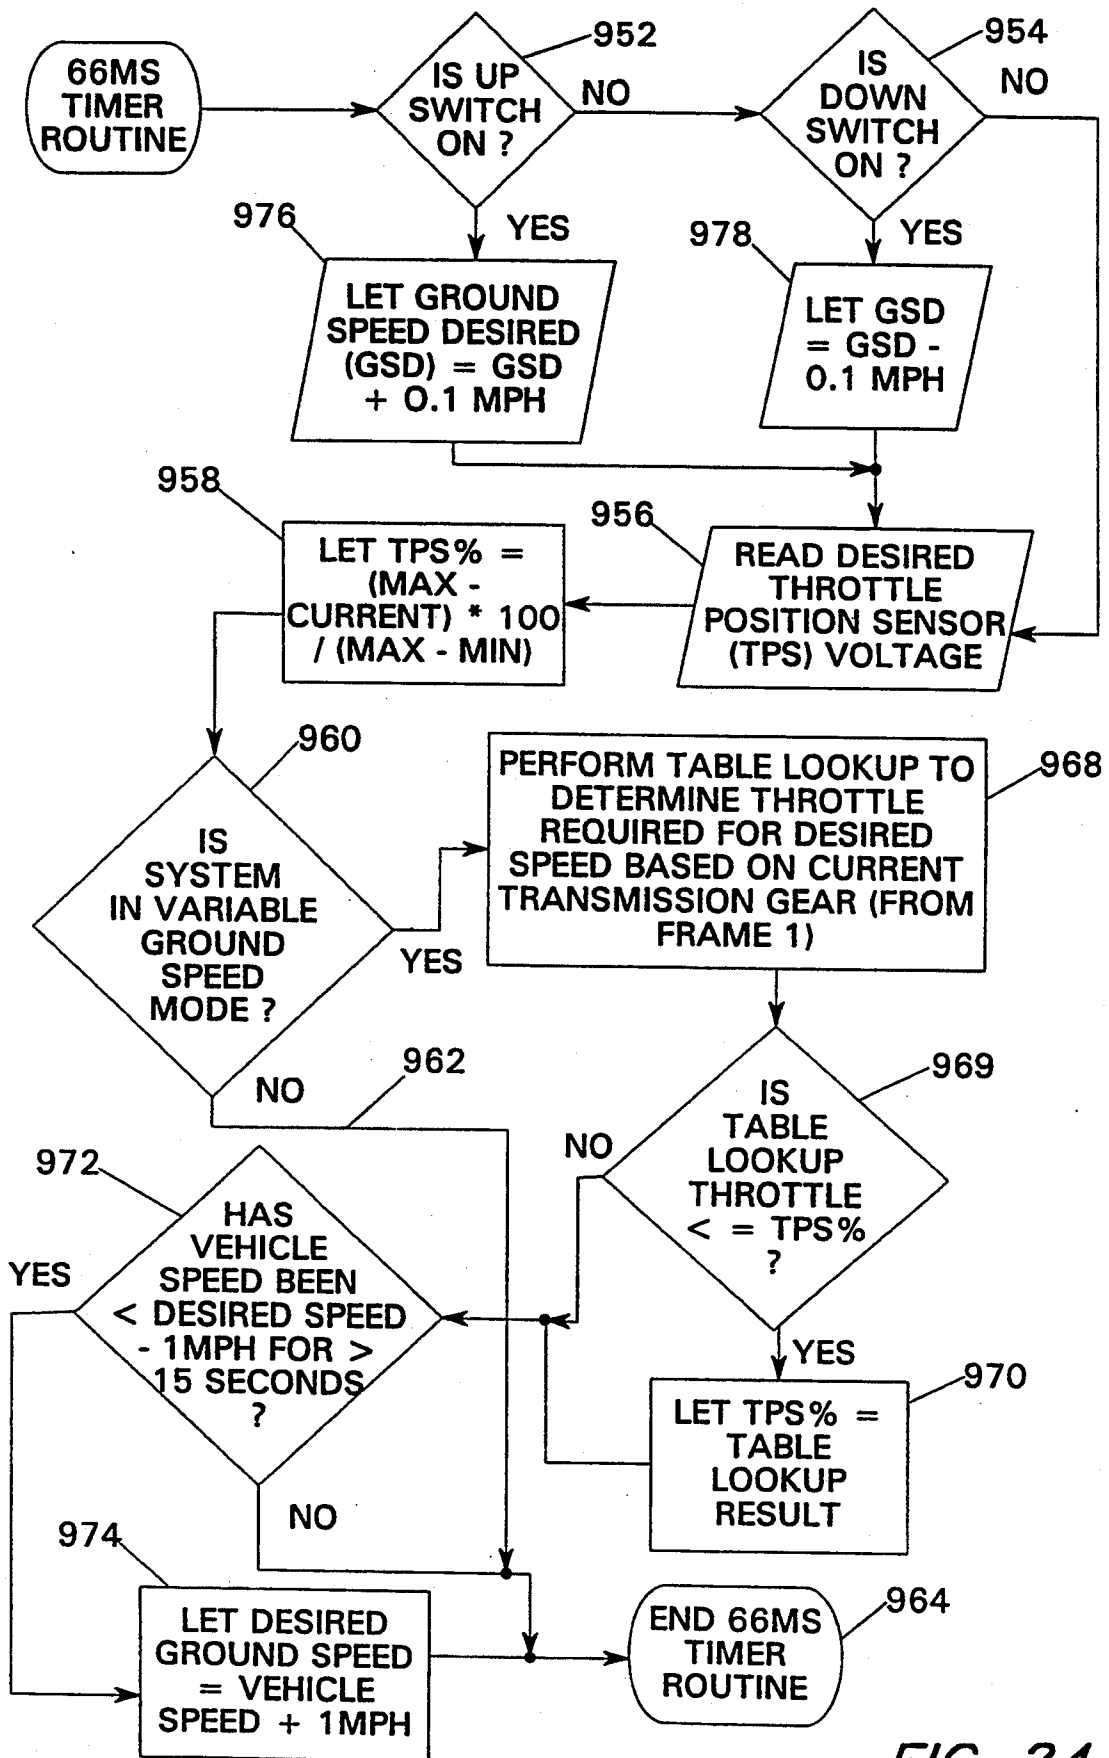 66MS
TIMER
ROUTINE
952
IS UP
SWITCH
ON ?
NO
954
IS
DOWN
SWITCH
ON ?
NO
976
YES
LET GROUND
SPEED DESIRED
(GSD) = GSD
+ 0.1 MPH
978
YES
LET GSD
= GSD -
0.1 MPH
958
LET TPS% =
(MAX -
CURRENT) * 100
/ (MAX - MIN)
956
READ DESIRED
THROTTLE
POSITION SENSOR
(TPS) VOLTAGE
960
IS
SYSTEM
IN VARIABLE
GROUND
SPEED
MODE ?
YES
NO
962
968
PERFORM TABLE LOOKUP TO
DETERMINE THROTTLE
REQUIRED FOR DESIRED
SPEED BASED ON CURRENT
TRANSMISSION GEAR (FROM
FRAME 1)
969
IS
TABLE
LOOKUP
THROTTLE
< = TPS%
?
NO
YES
972
HAS
VEHICLE
SPEED BEEN
< DESIRED SPEED
- 1MPH FOR >
15 SECONDS
?
YES
NO
970
LET TPS% =
TABLE
LOOKUP
RESULT
974
LET DESIRED
GROUND SPEED
= VEHICLE
SPEED + 1MPH
964
END 66MS
TIMER
ROUTINE